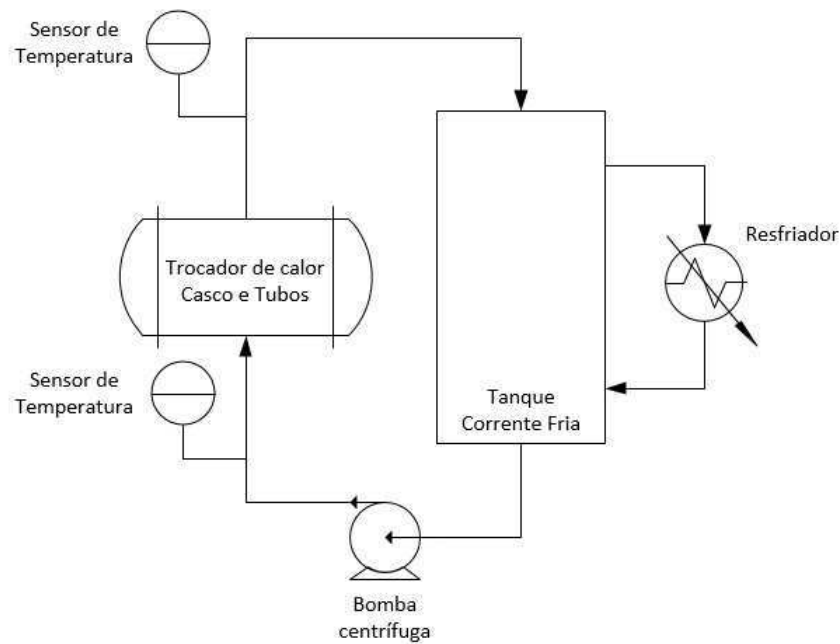 Sensor de
Temperatura
Trocador de calor
Casco e Tubos
Resfriador
Sensor de
Temperatura
Tanque
Corrente Fria
Bomba
centrífuga